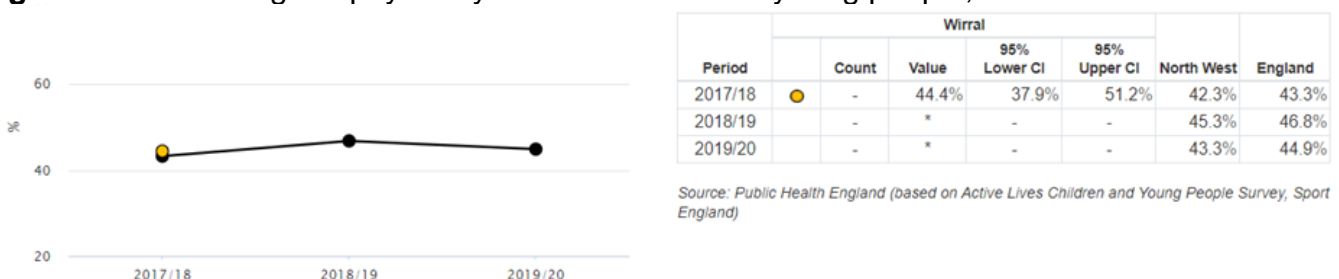 60
%
40
20
2017/18 2018/19 2019/20
Wirral
Period Count Value 95% Lower CI 95% Upper CI North West England
2017/18 - 44.4% 37.9% 51.2% 42.3% 43.3%
2018/19 - * - - 45.3% 46.8%
2019/20 - * - - 43.3% 44.9%
Source: Public Health England (based on Active Lives Children and Young People Survey, Sport
England)